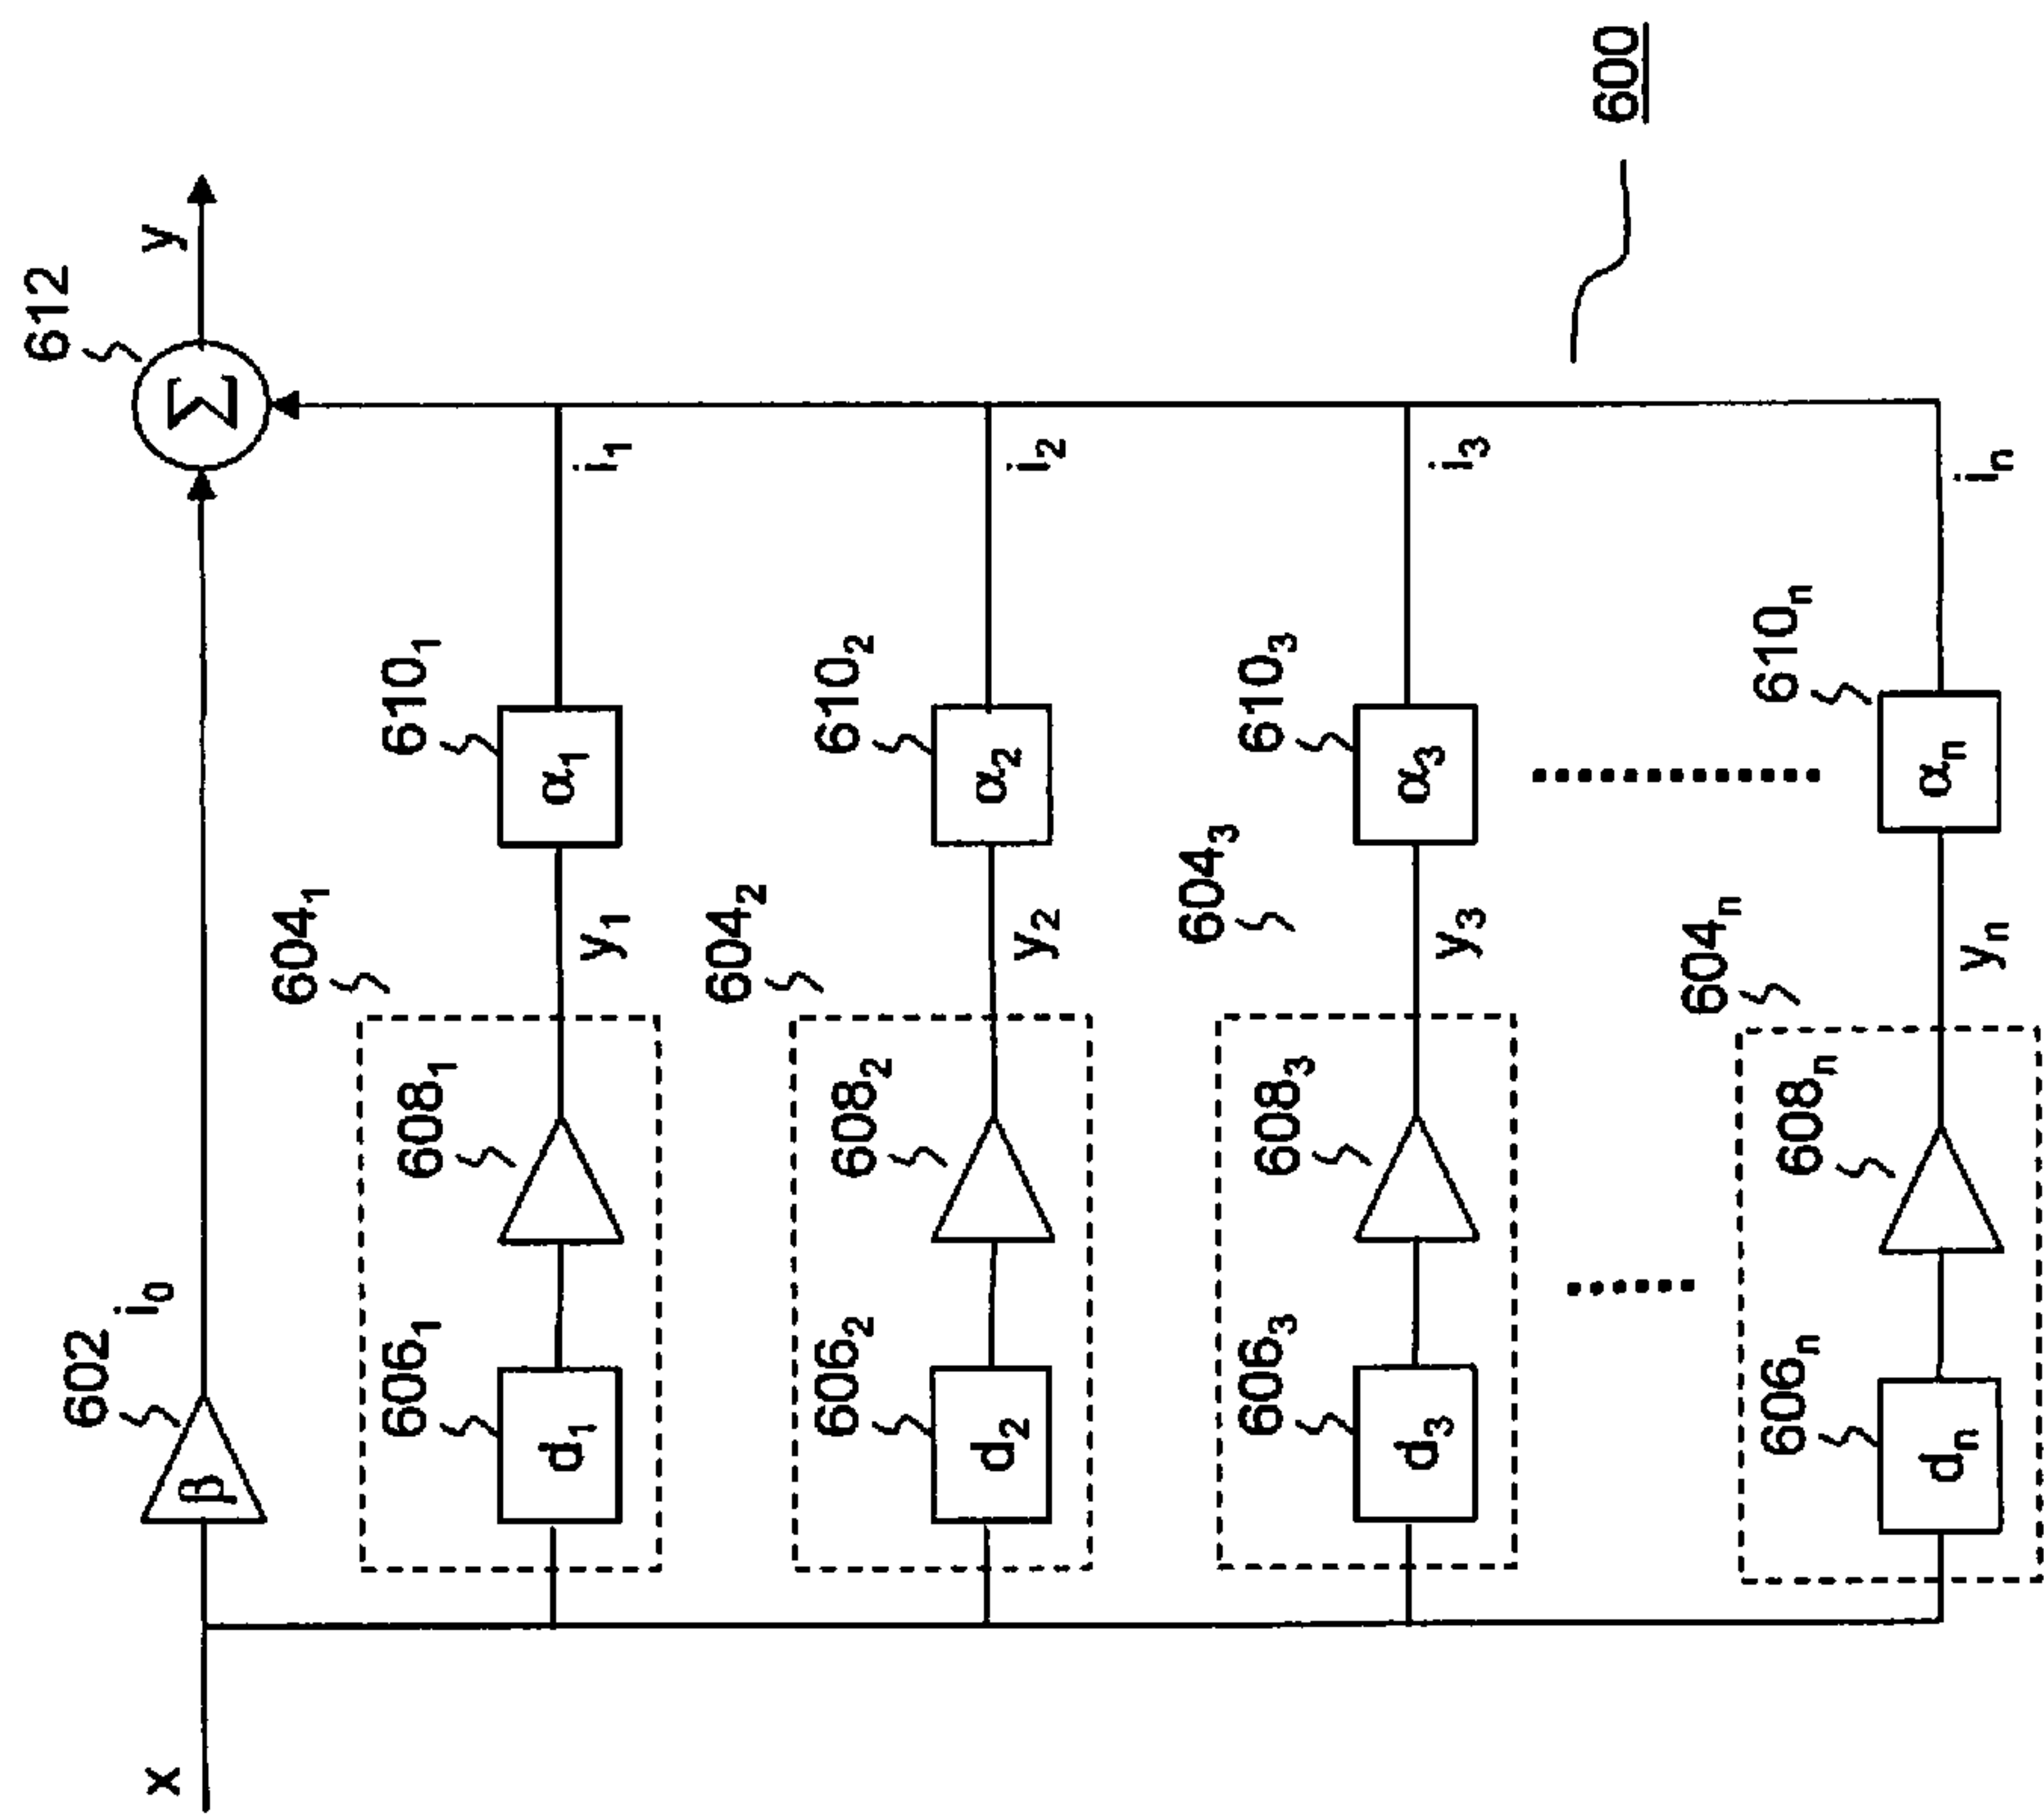 612
y
Σ
602
i₀
β
x
604₁
606₁
d₁
608₁
y₁
610₁
α₁
i₁
604₂
606₂
d₂
608₂
y₂
610₂
α₂
i₂
604₃
606₃
d₃
608₃
y₃
610₃
α₃
i₃
604ₙ
606ₙ
dₙ
608ₙ
yₙ
610ₙ
αₙ
iₙ
600